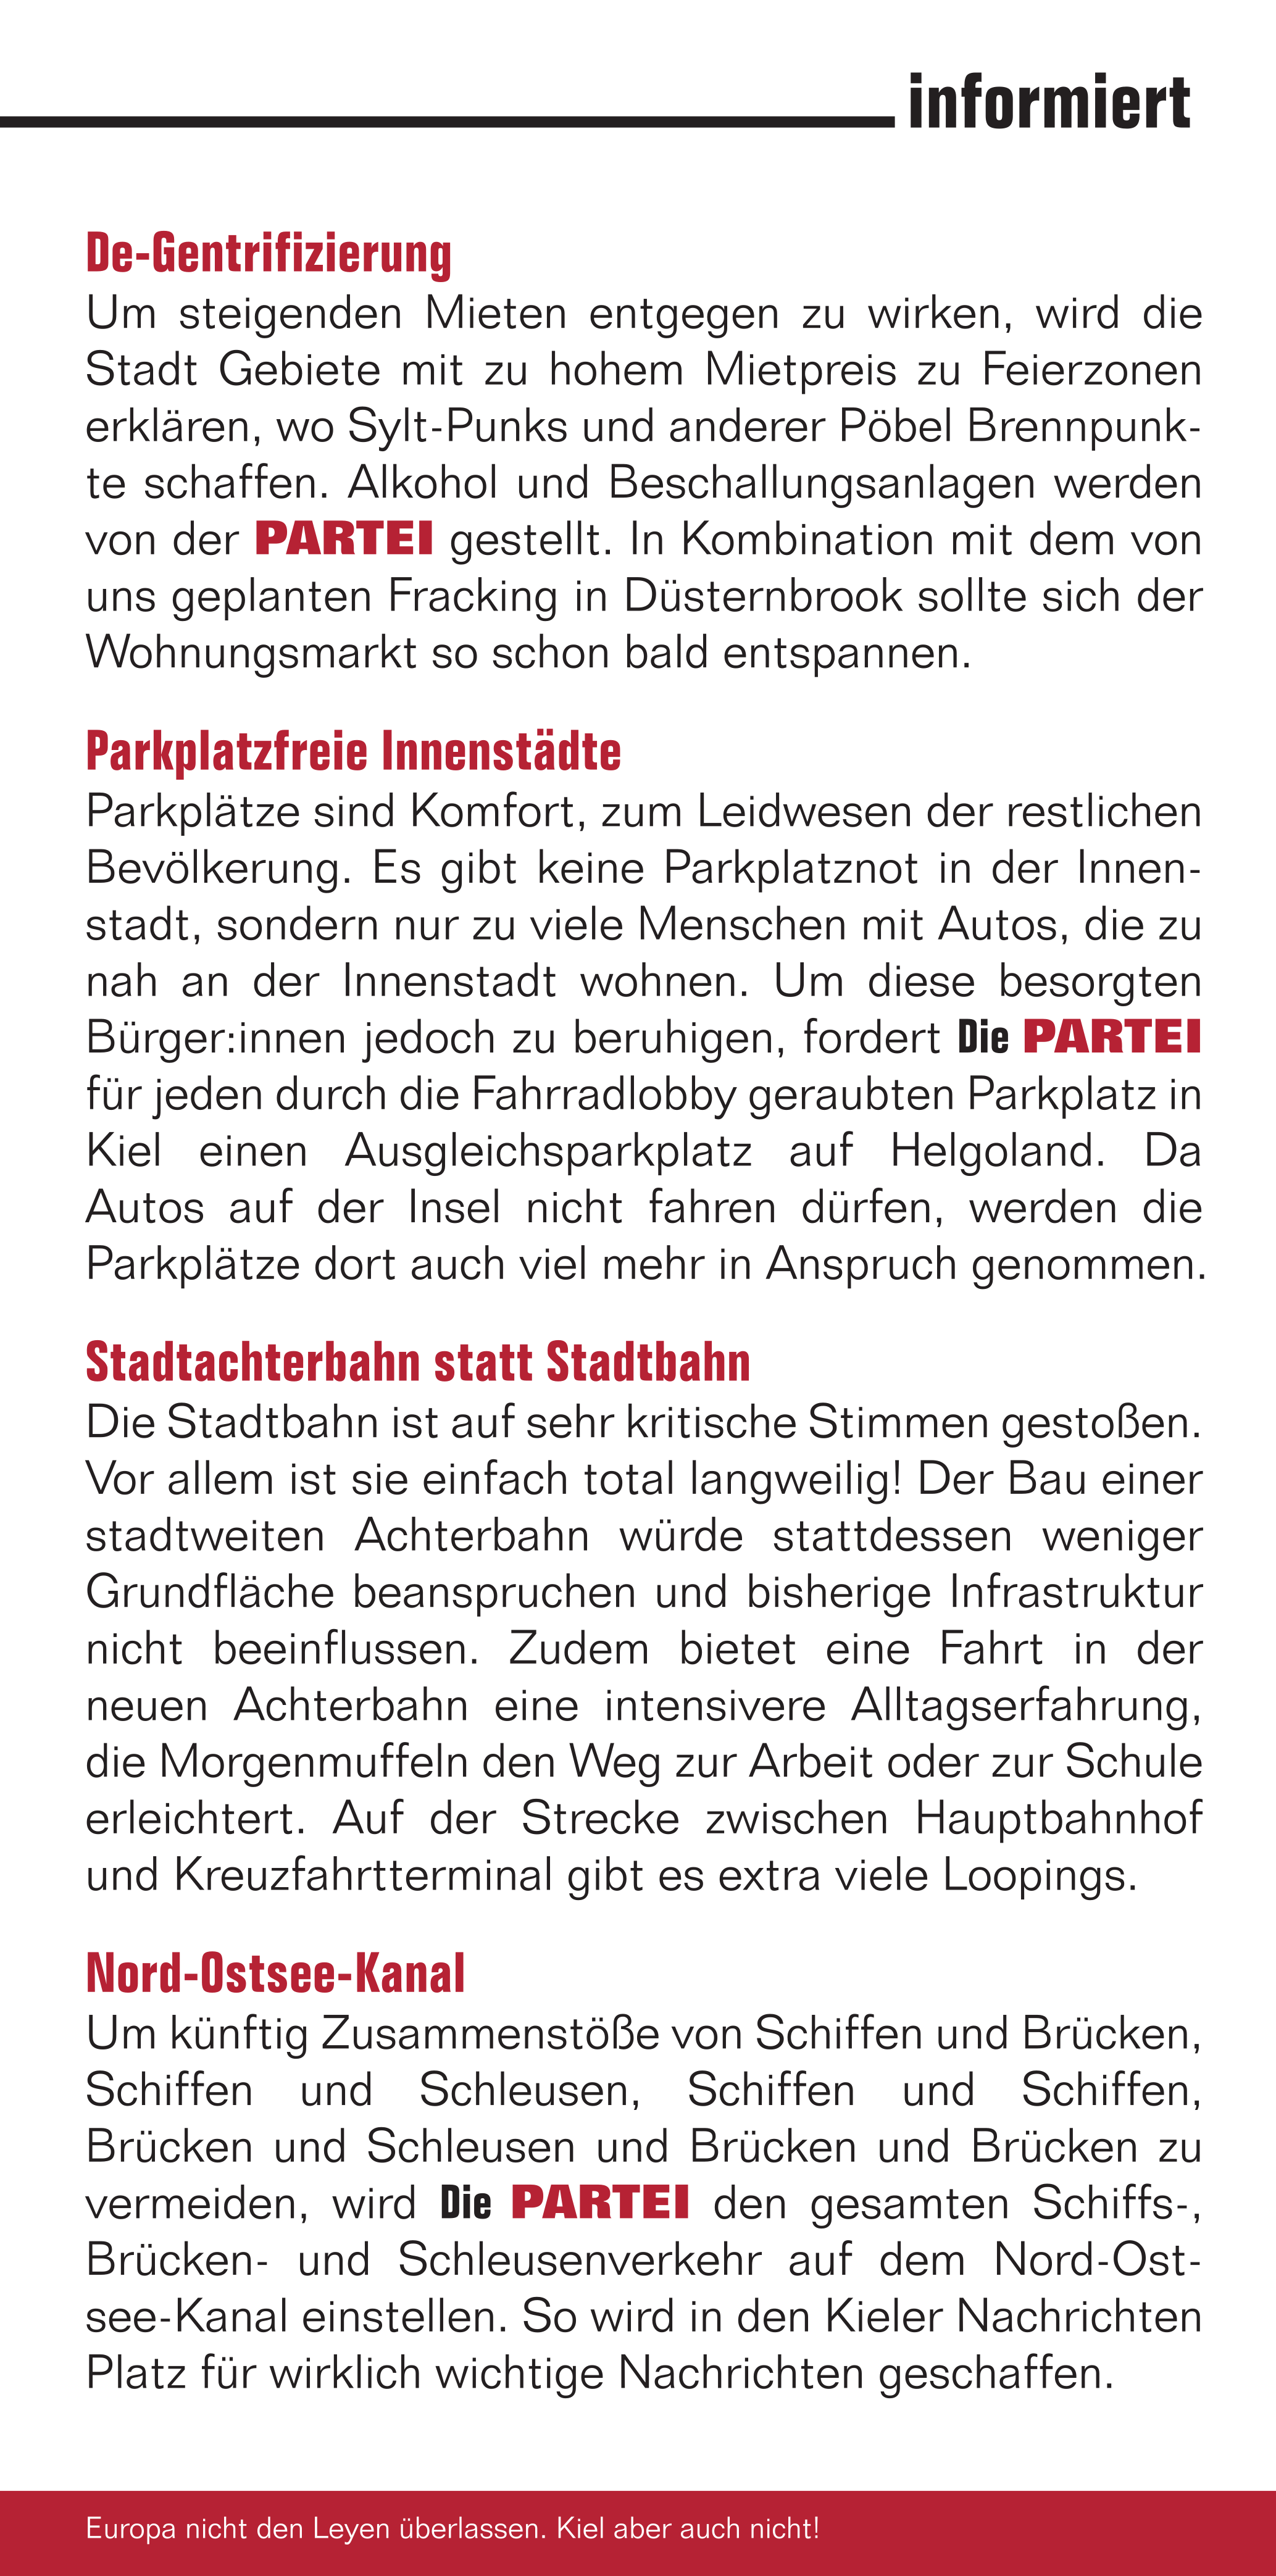 informiert
De-Gentrifizierung
Um steigenden Mieten entgegen zu wirken, wird die
Stadt Gebiete mit zu hohem Mietpreis zu Feierzonen
erklären, wo Sylt-Punks und anderer Pöbel Brennpunk-
te schaffen. Alkohol und Beschallungsanlagen werden
von der PARTEI gestellt. In Kombination mit dem von
uns geplanten Fracking in Düsternbrook sollte sich der
Wohnungsmarkt so schon bald entspannen.
Parkplatzfreie Innenstädte
Parkplätze sind Komfort, zum Leidwesen der restlichen
Bevölkerung. Es gibt keine Parkplatznot in der Innen-
stadt, sondern nur zu viele Menschen mit Autos, die zu
nah an der Innenstadt wohnen. Um diese besorgten
Bürger:innen jedoch zu beruhigen, fordert Die PARTEI
für jeden durch die Fahrradlobby geraubten Parkplatz in
Kiel einen Ausgleichsparkplatz auf Helgoland. Da
Autos auf der Insel nicht fahren dürfen, werden die
Parkplätze dort auch viel mehr in Anspruch genommen.
Stadtachterbahn statt Stadtbahn
Die Stadtbahn ist auf sehr kritische Stimmen gestoßen.
Vor allem ist sie einfach total langweilig! Der Bau einer
stadtweiten Achterbahn würde stattdessen weniger
Grundfläche beanspruchen und bisherige Infrastruktur
nicht beeinflussen. Zudem bietet eine Fahrt in der
neuen Achterbahn eine intensivere Alltagserfahrung,
die Morgenmuffeln den Weg zur Arbeit oder zur Schule
erleichtert. Auf der Strecke zwischen Hauptbahnhof
und Kreuzfahrtterminal gibt es extra viele Loopings.
Nord-Ostsee-Kanal
Um künftig Zusammenstöße von Schiffen und Brücken,
Schiffen und Schleusen, Schiffen und Schiffen,
Brücken und Schleusen und Brücken und Brücken zu
vermeiden, wird Die PARTEI den gesamten Schiffs-,
Brücken- und Schleusenverkehr auf dem Nord-Ost-
see-Kanal einstellen. So wird in den Kieler Nachrichten
Platz für wirklich wichtige Nachrichten geschaffen.
Europa nicht den Leyen überlassen. Kiel aber auch nicht!